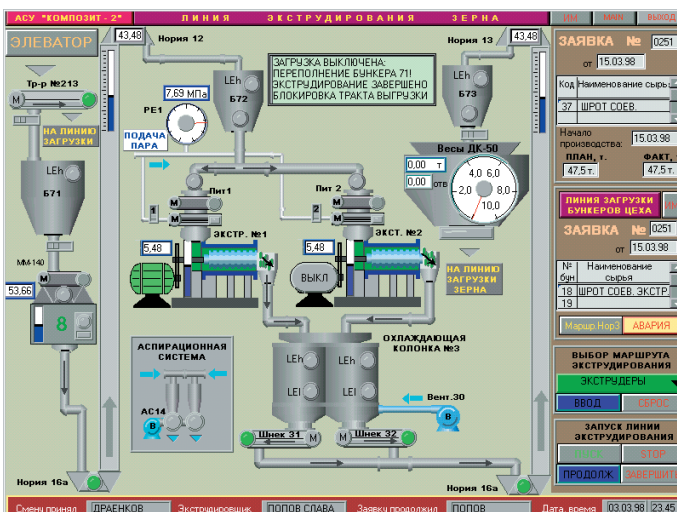 АСУ "КОМПОЗИТ - 2"
ЛИНИЯ ЭКСТРУДИРОВАНИЯ ЗЕРНА
ИМ
MAIN
ВЫХОД
ЭЛЕВАТОР
43,48
Нория 12
Нория 13
43,48
ЗАЯВКА № 0251
от 15.03.98
Тр-р №213
М
НА ЛИНИЮ
ЗАГРУЗКИ
LEh
Б71
ММ-140
М
53,66
8
Нория 16а
ЗАГРУЗКА ВЫКЛЮЧЕНА:
ПЕРЕПОЛНЕНИЕ БУНКЕРА 71!
ЭКСТРУДИРОВАНИЕ ЗАВЕРШЕНО
БЛОКИРОВКА ТРАКТА ВЫГРУЗКИ
LEh
Б72
LEh
Б73
7,69 МПа
РЕ1
ПОДАЧА
ПАРА
Весы ДК-50
0,00 т
0,00 отв
4,0 6,0
2,0 8,0
10,0
Пит1
Пит 2
М
М
1
М
2
М
ЭКСТР. №1
ЭКСТ. №2
5,48
5,48
ВЫКЛ
НА ЛИНИЮ
ЗАГРУЗКИ
ЗЕРНА
АСПИРАЦИОННАЯ
СИСТЕМА
АС14
В
ОХЛАЖДАЮЩАЯ
КОЛОНКА №3
LEh
LEh
LEl
LEl
Вент.30
В
Шнек 31
М
М
Шнек 32
Нория 16а
Код
Наименование сырь
37
ШРОТ СОЕВ.
Начало
производства:
15.03.98
ПЛАН, т.
ФАКТ,
47,5 т.
47,5 т.
ЛИНИЯ ЗАГРУЗКИ
БУНКЕРОВ ЦЕХА
ЗАЯВКА № 0251
от 15.03.98
№
бун
Наименование
сырья
18
ШРОТ СОЕВ. ЭКСТР.
19
Маршр.Нор3
АВАРИЯ
ВЫБОР МАРШРУТА
ЭКСТРУДИРОВАНИЯ
ЭКСТРУДЕРЫ
ВВОД
СБРОС
ЗАПУСК ЛИНИИ
ЭКСТРУДИРОВАНИЯ
STOP
ПРОДОЛЖ
ЗАВЕРШИТЬ
Смену принял
ДРАЕНКОВ
Экструдировщик
ПОПОВ СЛАВА
Заявку продолжил
ПОПОВ
Дата, время
03.03.98
23:45